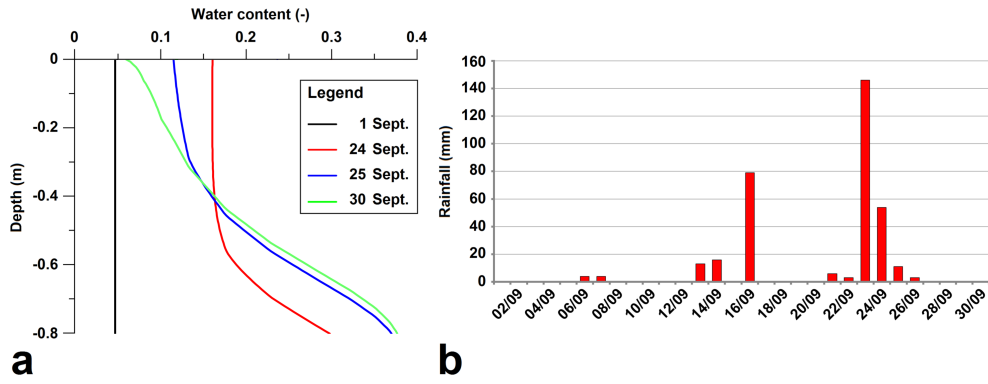 Water content (-)
0 0.1 0.2 0.3 0.4
Depth (m)
0
-0.2
-0.4
-0.6
-0.8
Legend
1 Sept.
24 Sept.
25 Sept.
30 Sept.
a
Rainfall (mm)
160
140
120
100
80
60
40
20
0
02/09 04/09 06/09 08/09 10/09 12/09 14/09 16/09 18/09 20/09 22/09 24/09 26/09 28/09 30/09
b